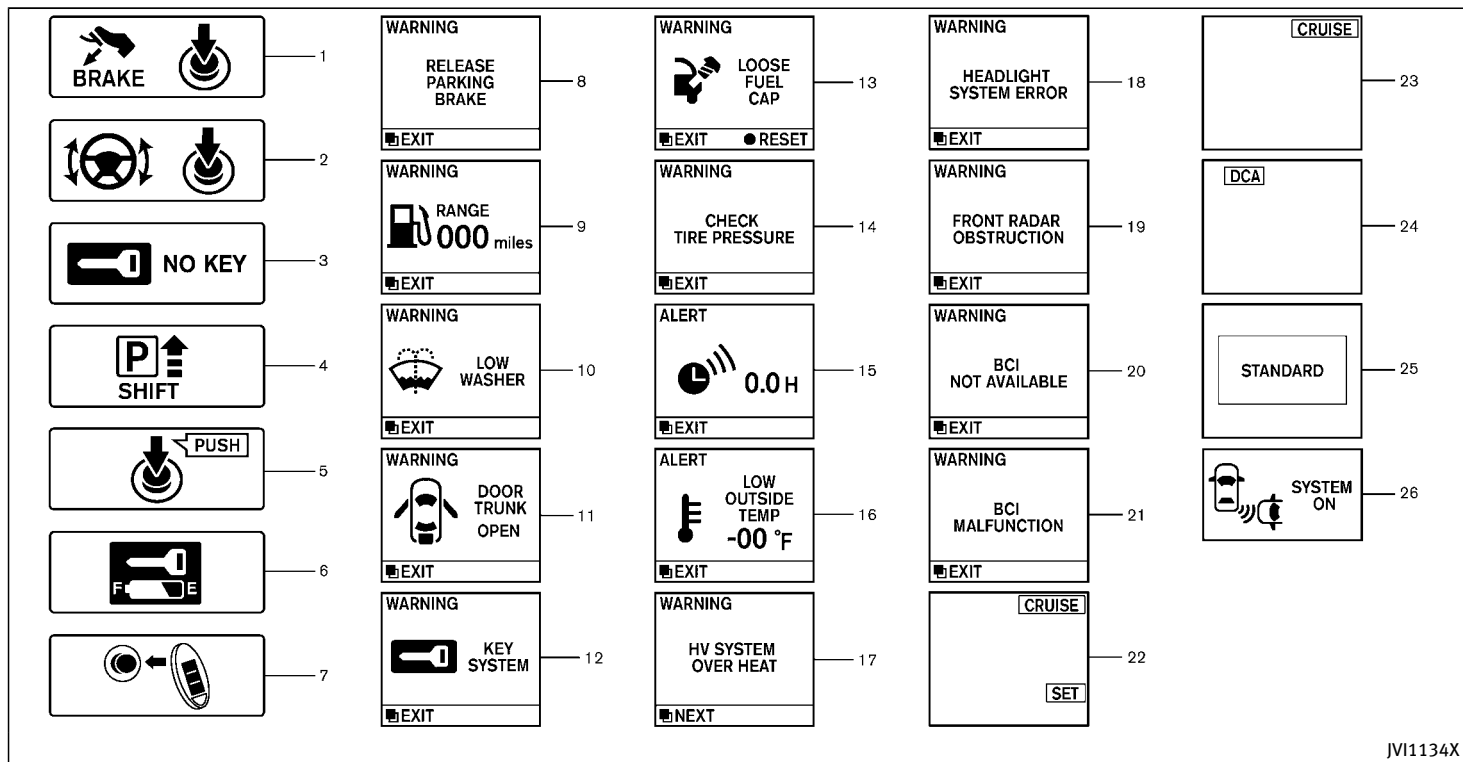 BRAKE
1
2
NO KEY
3
P
SHIFT
4
PUSH
5
F E
6
7
WARNING
RELEASE
PARKING
BRAKE
EXIT
8
WARNING
RANGE
000 miles
EXIT
9
WARNING
LOW
WASHER
EXIT
10
WARNING
DOOR
TRUNK
OPEN
EXIT
11
WARNING
KEY
SYSTEM
EXIT
12
WARNING
LOOSE
FUEL
CAP
EXIT RESET
13
WARNING
CHECK
TIRE PRESSURE
EXIT
14
ALERT
0.0 H
EXIT
15
ALERT
LOW
OUTSIDE
TEMP
-00 °F
EXIT
16
WARNING
HV SYSTEM
OVER HEAT
NEXT
17
WARNING
HEADLIGHT
SYSTEM ERROR
EXIT
18
WARNING
FRONT RADAR
OBSTRUCTION
EXIT
19
WARNING
BCI
NOT AVAILABLE
EXIT
20
WARNING
BCI
MALFUNCTION
EXIT
21
CRUISE
SET
22
CRUISE
23
DCA
24
STANDARD
25
SYSTEM
ON
26
JVI1134X